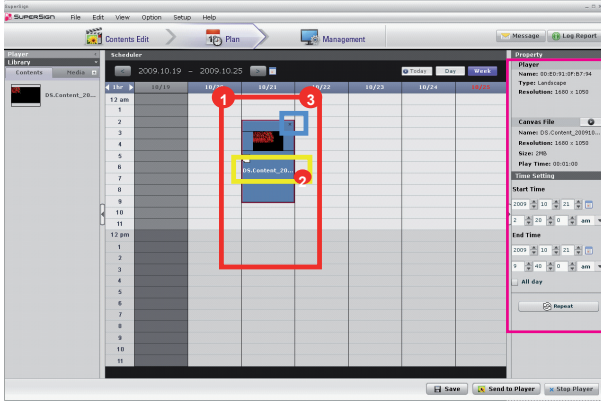 SuperSign
SUPERSIGN File Edit View Option Setup Help
Contents Edit Plan Management Message Log Report
Player
Library
Contents Media
DS.Content_20...
Scheduler
2009.10.19 - 2009.10.25 Today Day Week
1hr 10/19 10/20 10/21 10/22 10/23 10/24 10/25
1 3
12 am
1
2
3
4
5
6
DS.Content_20...
7
2
8
9
10
11
12 pm
1
2
3
4
5
6
7
8
9
10
11
Property
Player
Name: 00:E0:91:0F:B7:94
Type: Landscape
Resolution: 1680 x 1050
Canvas File
Name: DS.Content_200910...
Resolution: 1680 x 1050
Size: 2MB
Play Time: 00:01:00
Time Setting
Start Time
2009 10 21
2 20 0 am
End Time
2009 10 21
9 40 0 am
All day
Repeat
Save Send to Player Stop Player